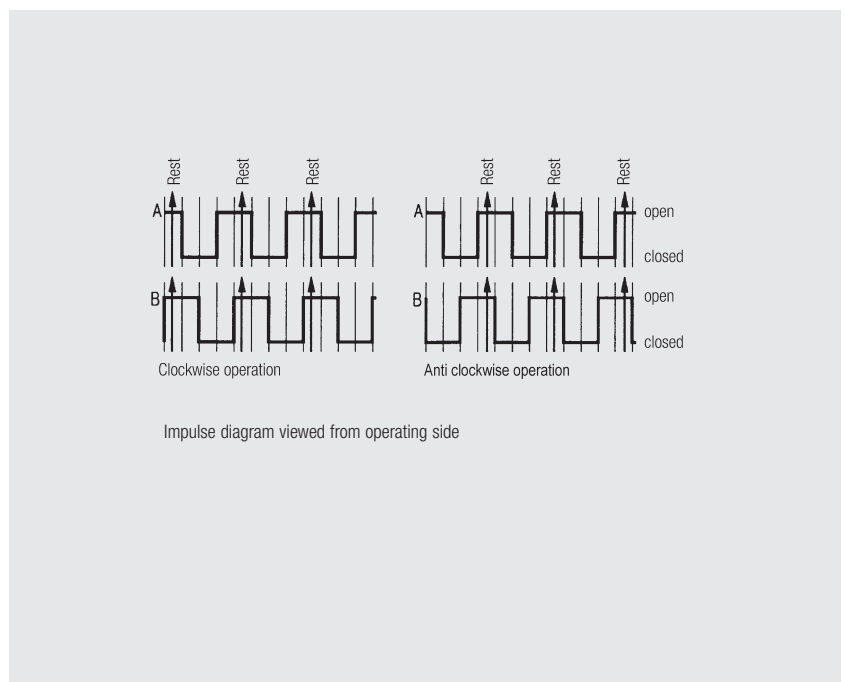 Rest Rest Rest Rest Rest Rest
A A open
closed
B B open
closed
Clockwise operation Anti clockwise operation
Impulse diagram viewed from operating side